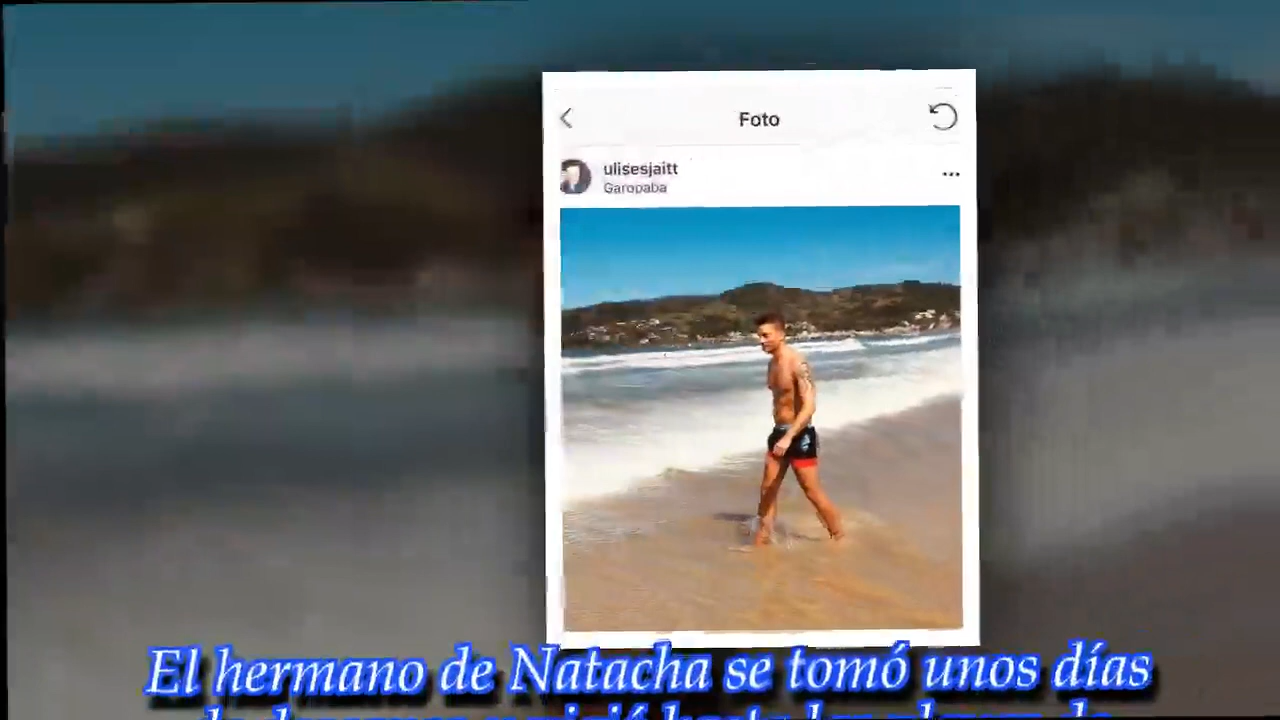 Foto
ulisesjaitt
Garopaba
El hermano de Natacha se tomó unos días